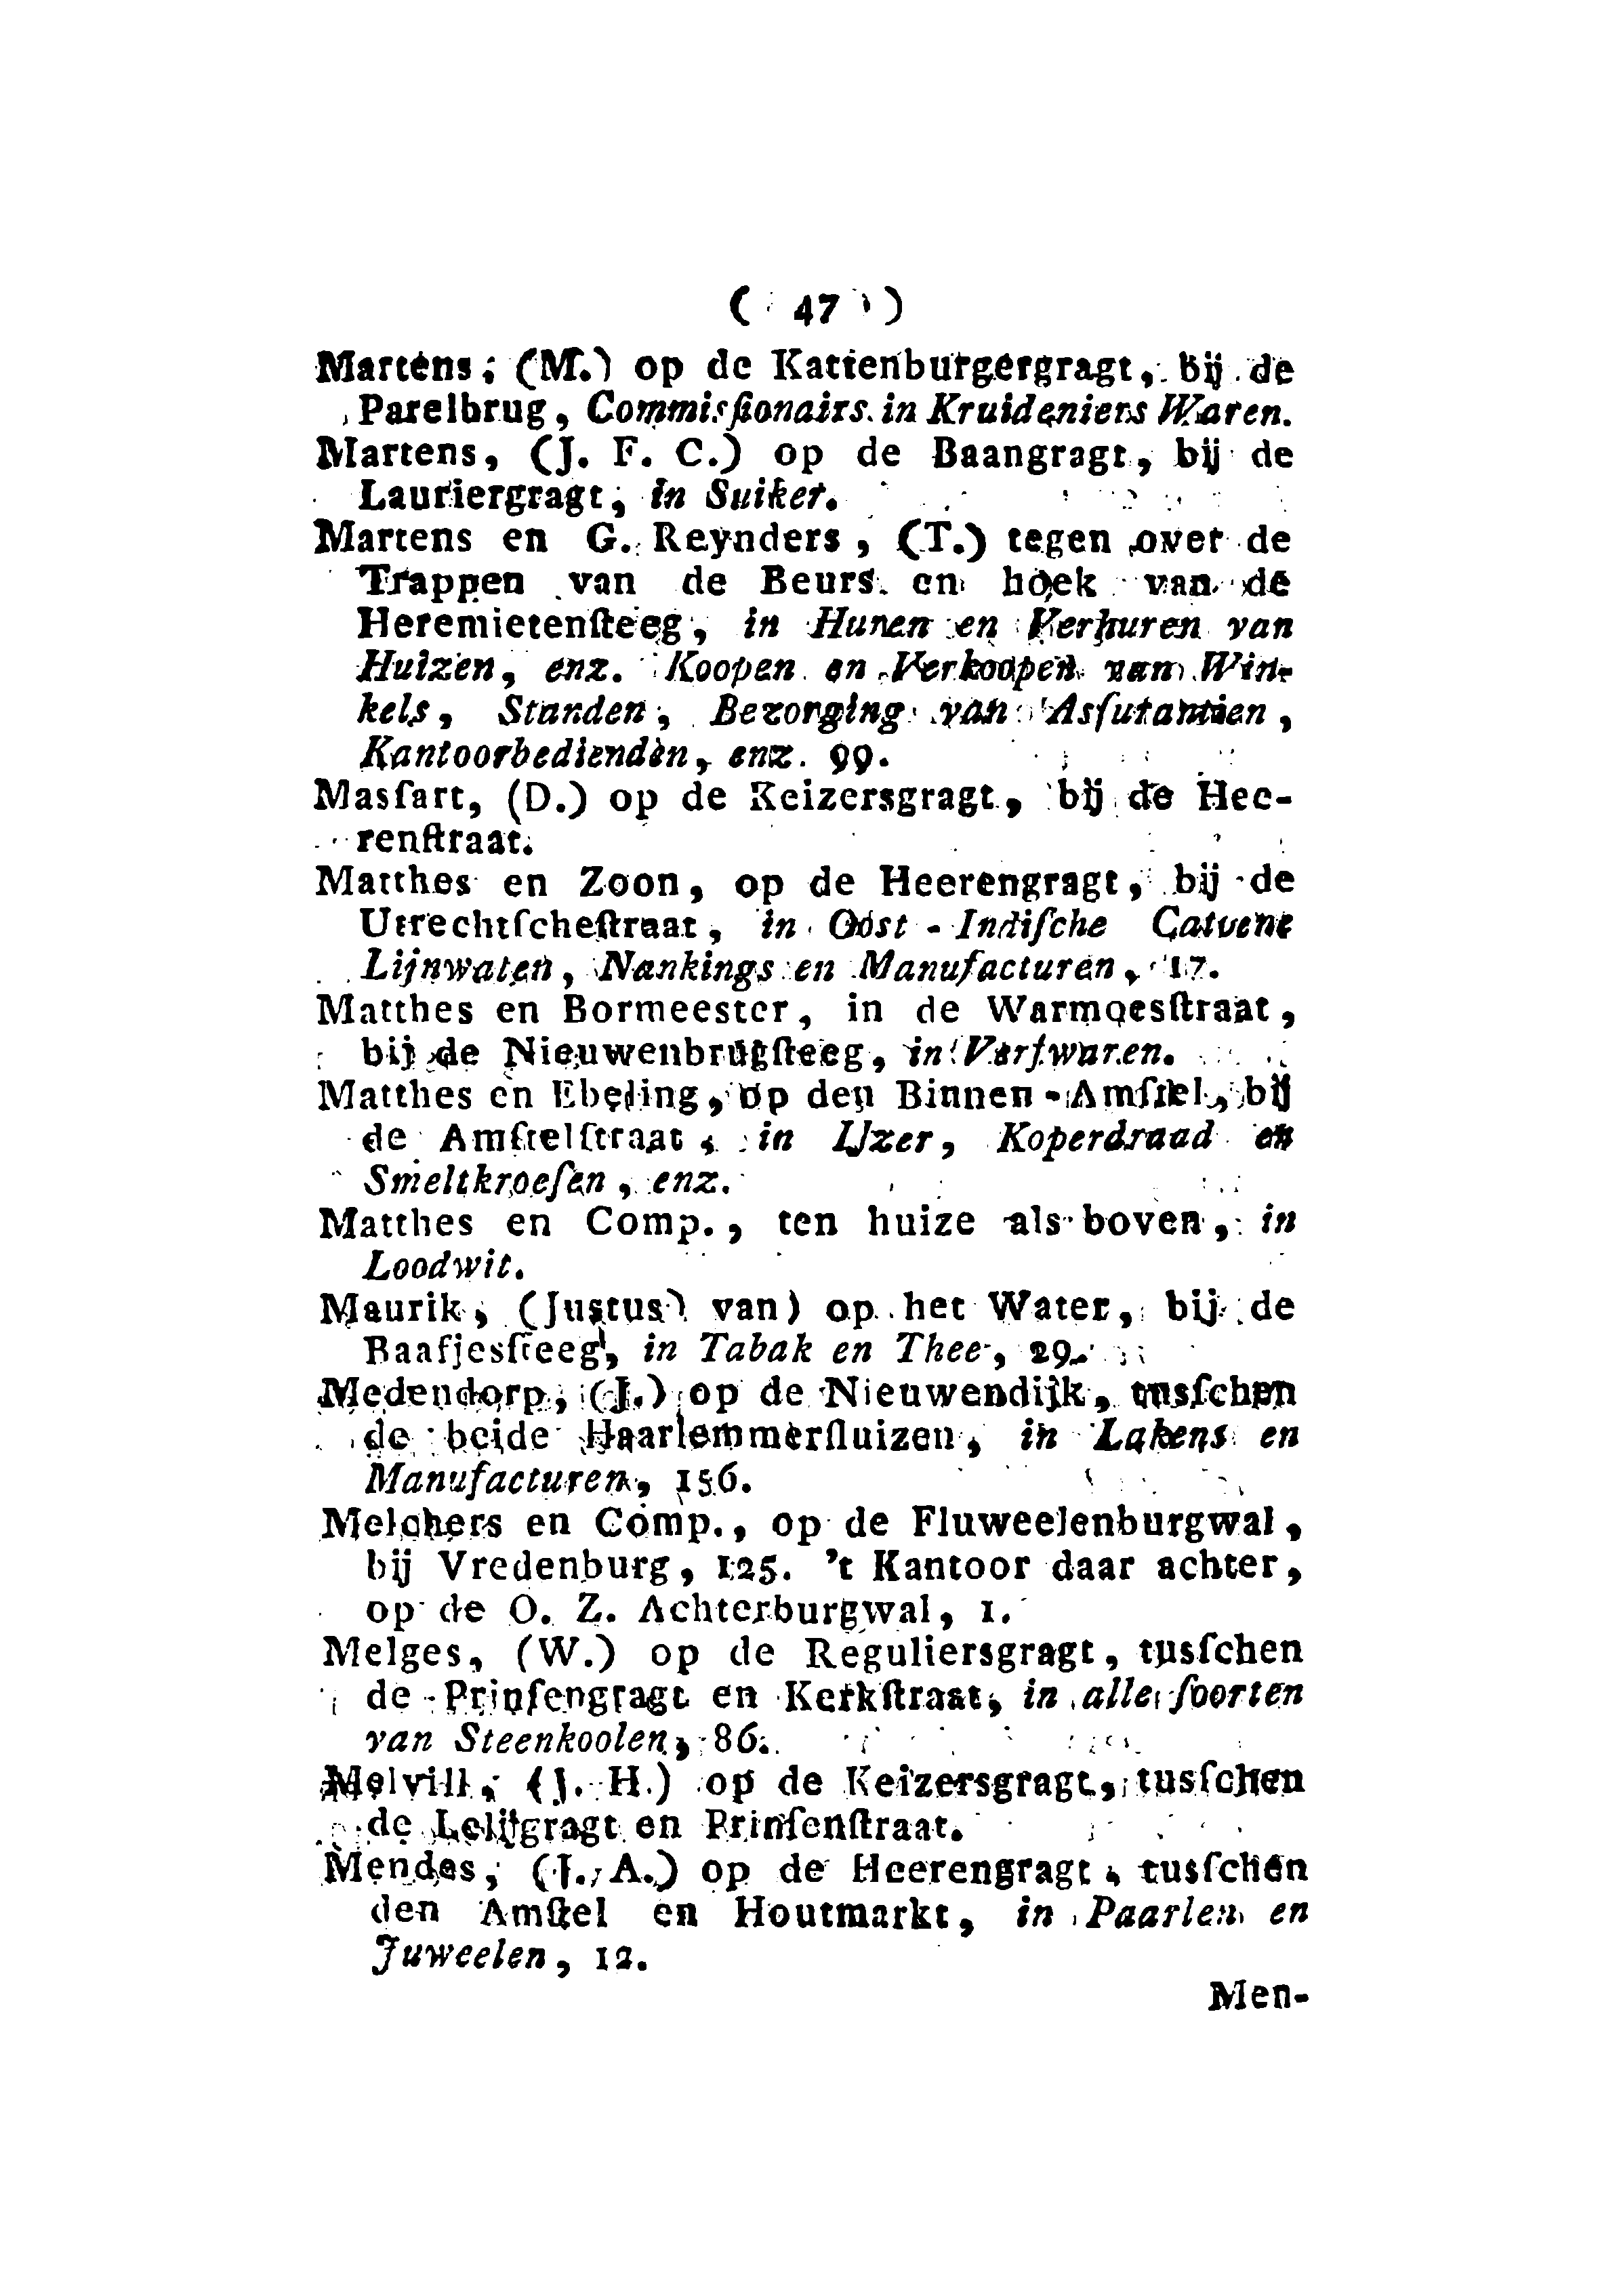 ( 47 )
Martens, (M.) op de Kattenburgergragt, bij de
Parelbrug, Commisſionairs in Kruideniers Waren.
Martens, (J. F. C.) op de Baangragt, bij de
Lauriergragt, in Suiker.
Martens en G. Reynders, (T.) tegen over de
Trappen van de Beurs en hoek van de
Heremietenſteeg, in Huren en Verhuren van
Huizen, enz. Koopen en Verkoopen van Win-
kels, Standen, Bezorging van Asſurantien,
Kantoorbedienden, enz. 99.
Masſart, (D.) op de Keizersgragt, bij de Hee-
renſtraat.
Matthes en Zoon, op de Heerengragt, bij de
Utrechtſcheſtraat, in Oost-Indiſche Catoene
Lijnwaten, Nankings en Manufacturen, 17.
Matthes en Bormeester, in de Warmoesſtraat,
bij de Nieuwenbrugſteeg, in Verfwaren.
Matthes en Ebeling, op den Binnen-Amſtel, bij
de Amſtelſtraat, in IJzer, Koperdraad en
Smeltkroeſen, enz.
Matthes en Comp., ten huize als boven, in
Loodwit.
Maurik, (Justus van) op het Water, bij de
Baafjesſteeg, in Tabak en Thee, 29.
Medendorp, (J.) op de Nieuwendijk, tusſchen
de beide Haarlemmerſluizen, in Lakens en
Manufacturen, 156.
Melchers en Comp., op de Fluweelenburgwal,
bij Vredenburg, 125. 't Kantoor daar achter,
op de O. Z. Achterburgwal, 1.
Melges, (W.) op de Reguliersgragt, tusſchen
de Prinſengragt en Kerkſtraat, in alle ſoorten
van Steenkoolen, 86.
Melvill, (J. H.) op de Keizersgragt, tusſchen
de Lelijgragt en Prinſenſtraat.
Mendes, (J. A.) op de Heerengragt, tusſchen
den Amſtel en Houtmarkt, in Paarlen en
Juweelen, 12.
Men-